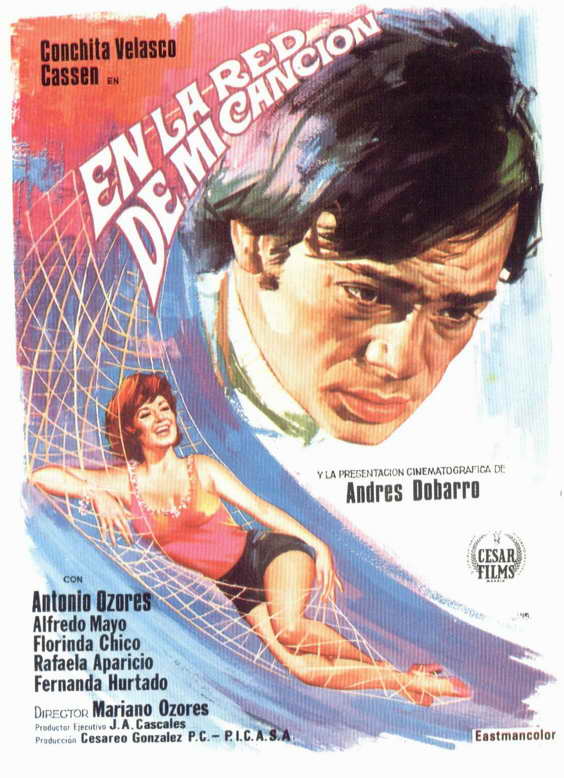 Conchita Velasco
Cassen EN
EN LA RED
DE MI CANCION
Y LA PRESENTACION CINEMATOGRAFICA DE
Andres Dobarro
CESAR
FILMS
CON
Antonio Ozores
Alfredo Mayo
Florinda Chico
Rafaela Aparicio
Fernanda Hurtado
DIRECTOR Mariano Ozores
Productor Ejecutivo J.A. Cascales
Producción Cesareo Gonzalez P.C.- P.I.C.A.S.A.
Eastmancolor